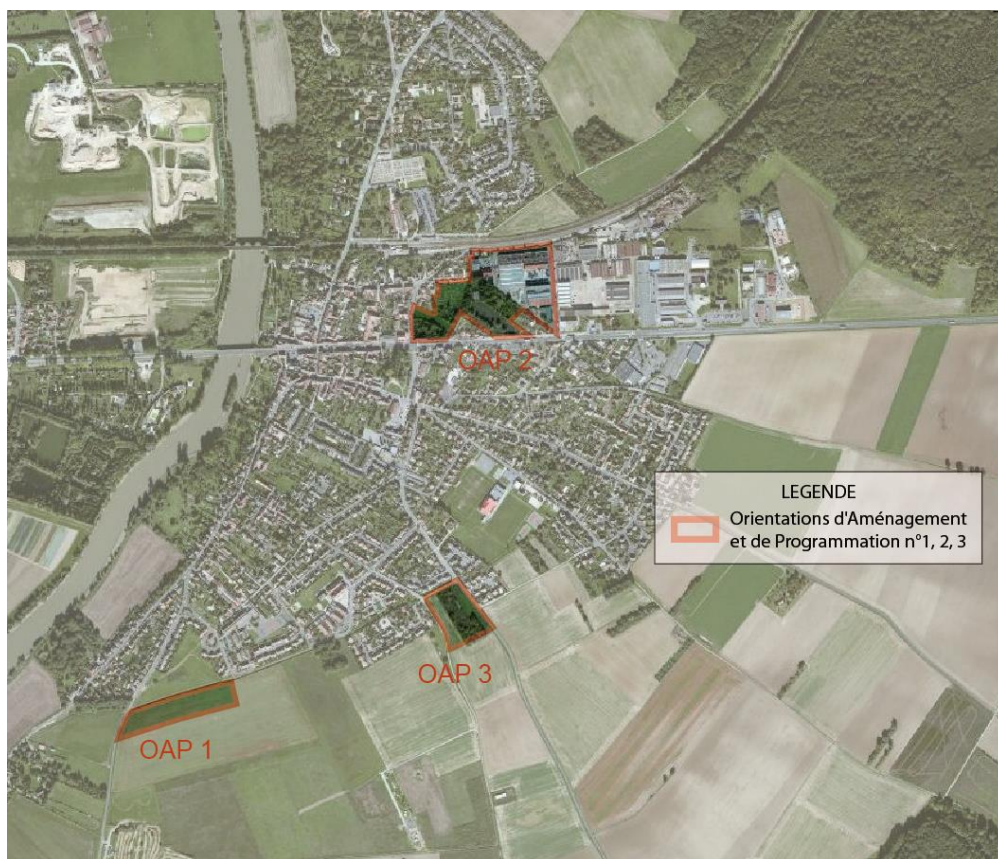 OAP 2
LEGENDE
Orientations d'Aménagement
et de Programmation n°1, 2, 3
OAP 3
OAP 1